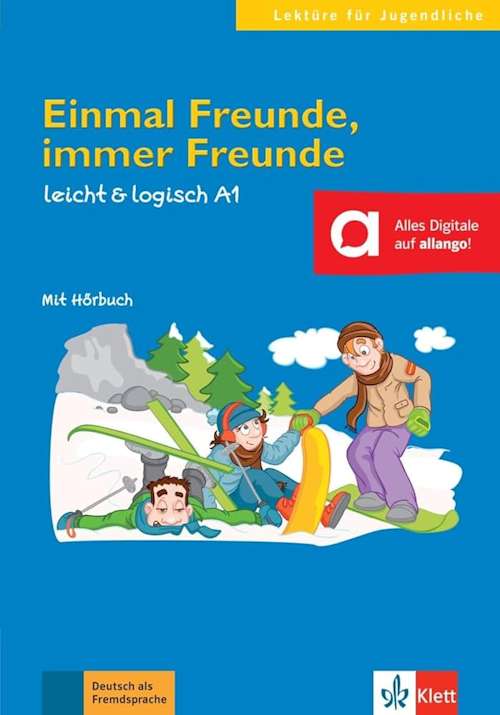 Lektüre für Jugendliche
Einmal Freunde,
immer Freunde
leicht & logisch A1
a
Alles Digitale
auf allango!
Mit Hörbuch
Deutsch als
Fremdsprache
Klett